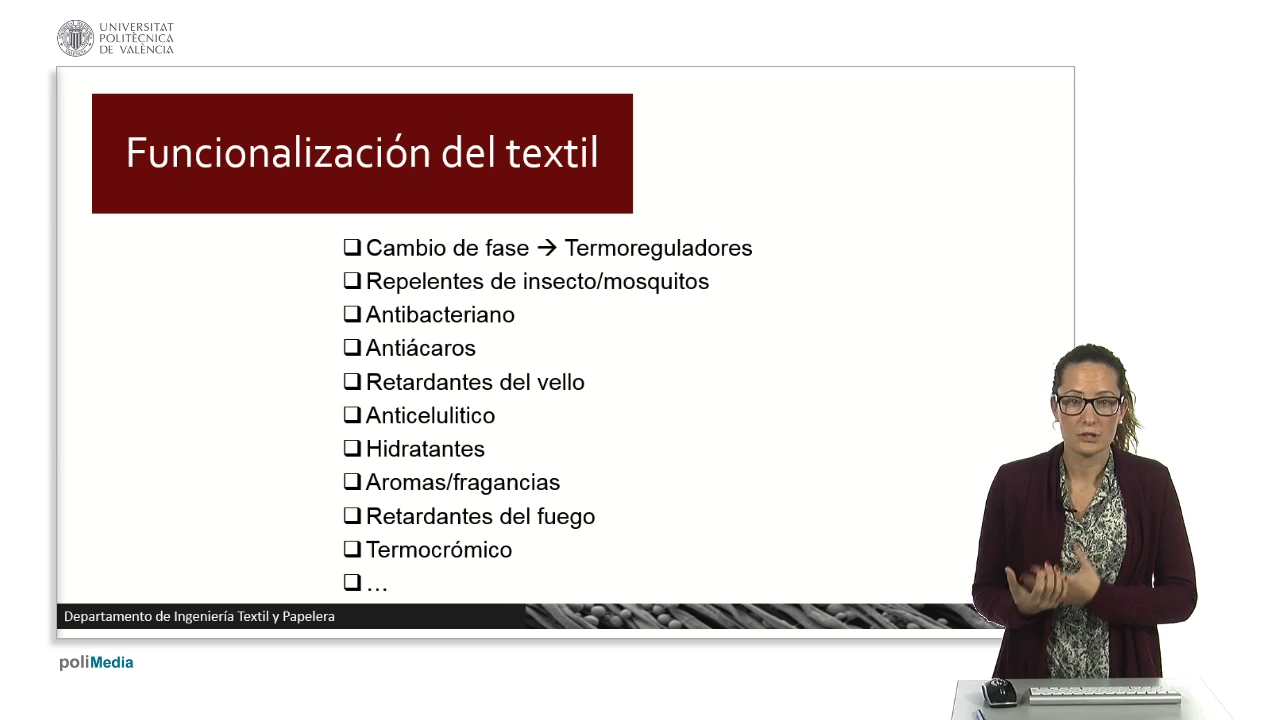 UNIVERSITAT
POLITÈCNICA
DE VALÈNCIA
Funcionalización del textil
Cambio de fase → Termoreguladores
Repelentes de insecto/mosquitos
Antibacteriano
Antiácaros
Retardantes del vello
Anticelulitico
Hidratantes
Aromas/fragancias
Retardantes del fuego
Termocrómico
...
Departamento de Ingeniería Textil y Papelera
poliMedia